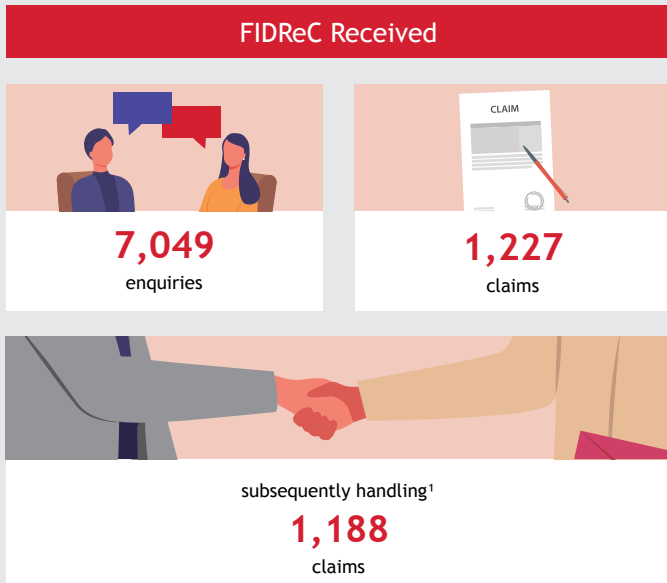 FIDReC Received
CLAIM
7,049
enquiries
1,227
claims
subsequently handling¹
1,188
claims